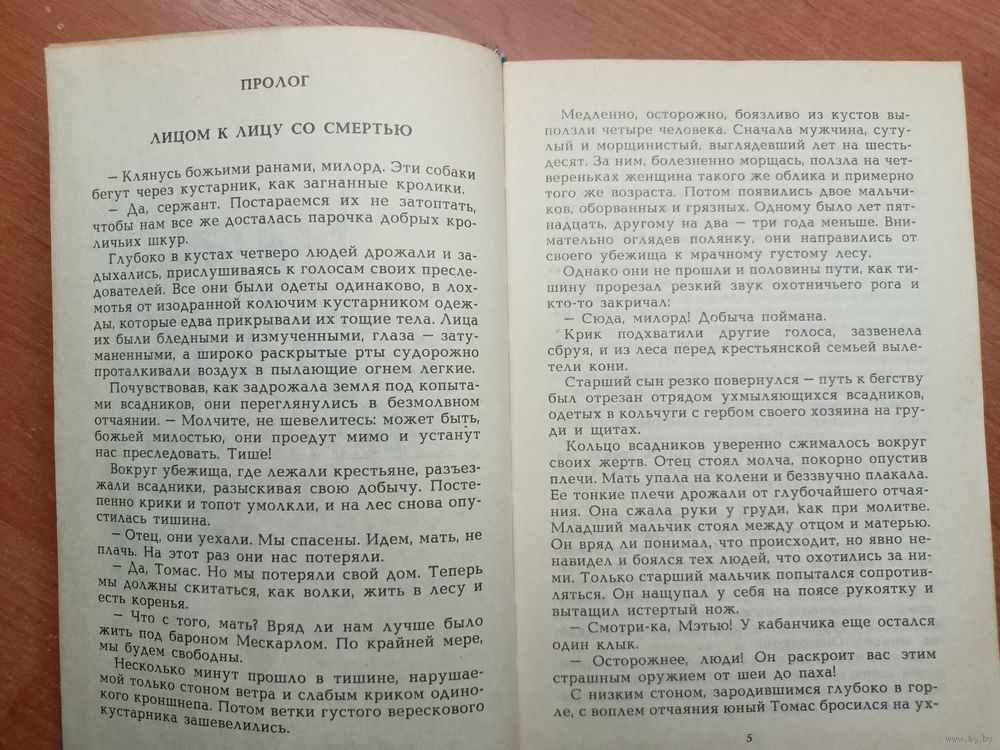 ПРОЛОГ
ЛИЦОМ К ЛИЦУ СО СМЕРТЬЮ
— Клянусь божьими ранами, милорд. Эти собаки
бегут через кустарник, как загнанные кролики.
— Да, сержант. Постараемся их не затоптать,
чтобы нам все же досталась парочка добрых кро-
личьих шкур.
Глубоко в кустах четверо людей дрожали и за-
дыхались, прислушиваясь к голосам своих пресле-
дователей. Все они были одеты одинаково, в лох-
мотья от изодранной колючим кустарником одеж-
ды, которые едва прикрывали их тощие тела. Лица
их были бледными и измученными, глаза — зату-
маненными, а широко раскрытые рты судорожно
проталкивали воздух в пылающие огнем легкие.
Почувствовав, как задрожала земля под копыта-
ми всадников, они переглянулись в безмолвном
отчаянии. — Молчите, не шевелитесь: может быть,
божьей милостью, они проедут мимо и устанут
нас преследовать. Тише!
Вокруг убежища, где лежали крестьяне, разъез-
жали всадники, разыскивая свою добычу. Посте-
пенно крики и топот умолкли, и на лес снова опу-
стилась тишина.
— Отец, они уехали. Мы спасены. Идем, мать, не
плачь. На этот раз они нас потеряли.
— Да, Томас. Но мы потеряли свой дом. Теперь
мы должны скитаться, как волки, жить в лесу и
есть коренья.
— Что с того, мать? Вряд ли нам лучше было
жить под бароном Мескарлом. По крайней мере,
мы будем свободны.
Несколько минут прошло в тишине, нарушае-
мой только стоном ветра и слабым криком одино-
кого кроншнепа. Потом ветки густого верескового
кустарника зашевелились.
Медленно, осторожно, боязливо из кустов вы-
ползли четыре человека. Сначала мужчина, суту-
лый и морщинистый, выглядевший лет на шесть-
десят. За ним, болезненно морщась, ползла на чет-
вереньках женщина такого же облика и примерно
того же возраста. Потом появились двое мальчи-
ков, оборванных и грязных. Одному было лет пят-
надцать, другому на два — три года меньше. Вни-
мательно оглядев полянку, они направились от
своего убежища к мрачному густому лесу.
Однако они не прошли и половины пути, как ти-
шину прорезал резкий звук охотничьего рога и
кто-то закричал:
— Сюда, милорд! Добыча поймана.
Крик подхватили другие голоса, зазвенела
сбруя, и из леса перед крестьянской семьей выле-
тели кони.
Старший сын резко повернулся — путь к бегству
был отрезан отрядом ухмыляющихся всадников,
одетых в кольчуги с гербом своего хозяина на гру-
ди и щитах.
Кольцо всадников уверенно сжималось вокруг
своих жертв. Отец стоял молча, покорно опустив
плечи. Мать упала на колени и беззвучно плакала.
Ее тонкие плечи дрожали от глубочайшего отчая-
ния. Она сжала руки у груди, как при молитве.
Младший мальчик стоял между отцом и матерью.
Он вряд ли понимал, что происходит, но явно не-
навидел и боялся тех людей, что охотились за ни-
ми. Только старший мальчик попытался сопротив-
ляться. Он нащупал у себя на поясе рукоятку и
вытащил истертый нож.
— Смотри-ка, Мэтью! У кабанчика еще остался
один клык.
— Осторожнее, люди! Он раскроит вас этим
страшным оружием от шеи до паха!
С низким стоном, зародившимся глубоко в гор-
ле, с воплем отчаяния юный Томас бросился на ух-
5
www.ay.by